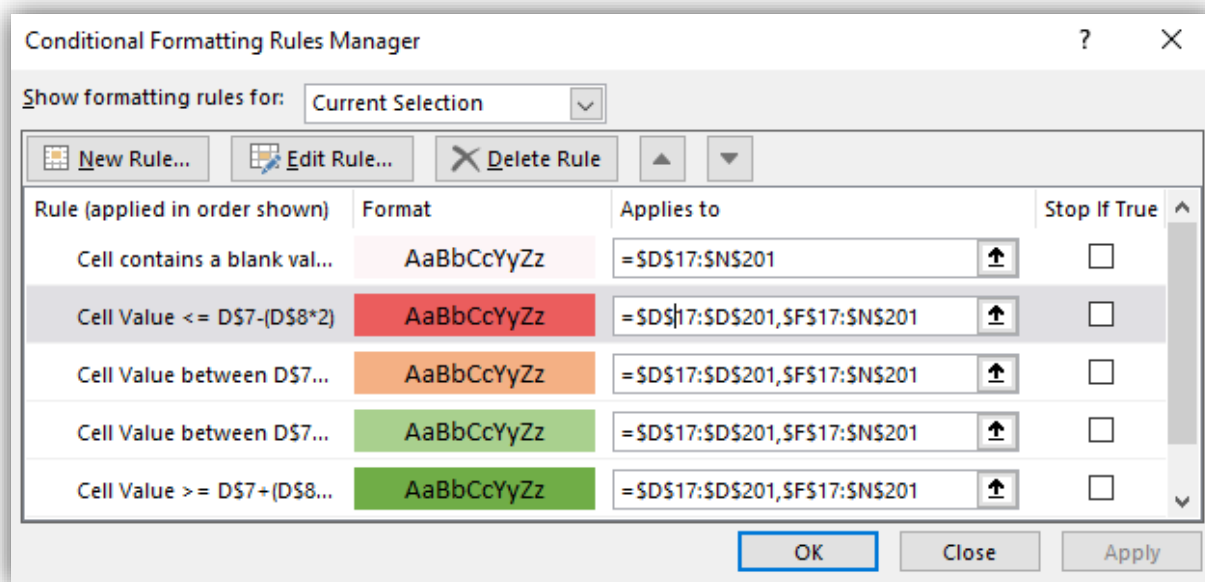 Conditional Formatting Rules Manager ?
Show formatting rules for: Current Selection
New Rule... Edit Rule... Delete Rule
Rule (applied in order shown) Format Applies to Stop If True
Cell contains a blank val... AaBbCcYyZz =$D$17:$N$201
Cell Value <= D$7-(D$8*2) AaBbCcYyZz =$D$17:$D$201,$F$17:$N$201
Cell Value between D$7... AaBbCcYyZz =$D$17:$D$201,$F$17:$N$201
Cell Value between D$7... AaBbCcYyZz =$D$17:$D$201,$F$17:$N$201
Cell Value >= D$7+(D$8... AaBbCcYyZz =$D$17:$D$201,$F$17:$N$201
OK Close Apply